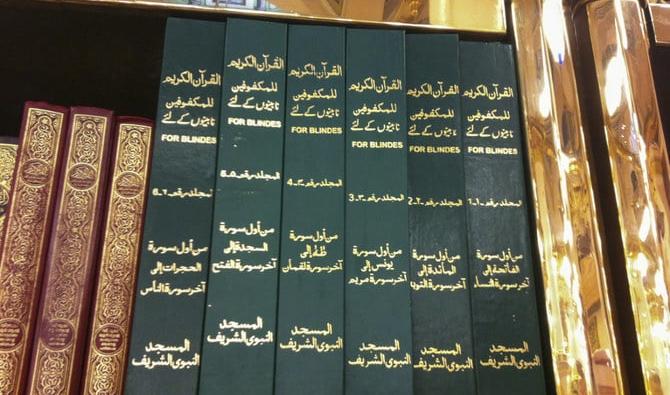 القرآن الكريم
للمكفوفين
نابینوں کے لئے
FOR BLINDES
المجلد رقم
من أول سورة
الفاتحة إلى
آخر سورة النساء
المسجد
النبوي الشريف
القرآن الكريم
للمكفوفين
نابینوں کے لئے
FOR BLINDES
المجلد رقم
من أول سورة
المائدة إلى
آخر سورة التوبة
المسجد
النبوي الشريف
القرآن الكريم
للمكفوفين
نابینوں کے لئے
FOR BLINDES
المجلد رقم
من أول سورة
يونس إلى
آخر سورة مريم
المسجد
النبوي الشريف
القرآن الكريم
للمكفوفين
نابینوں کے لئے
FOR BLINDES
المجلد رقم
من أول سورة
طه إلى
آخر سورة لقمان
المسجد
النبوي الشريف
القرآن الكريم
للمكفوفين
نابینوں کے لئے
FOR BLINDES
المجلد رقم
من أول سورة
السجدة إلى
آخر سورة الفتح
المسجد
النبوي الشريف
القرآن الكريم
للمكفوفين
نابینوں کے لئے
FOR BLINDES
المجلد رقم
من أول سورة
الحجرات إلى
آخر سورة الناس
المسجد
النبوي الشريف